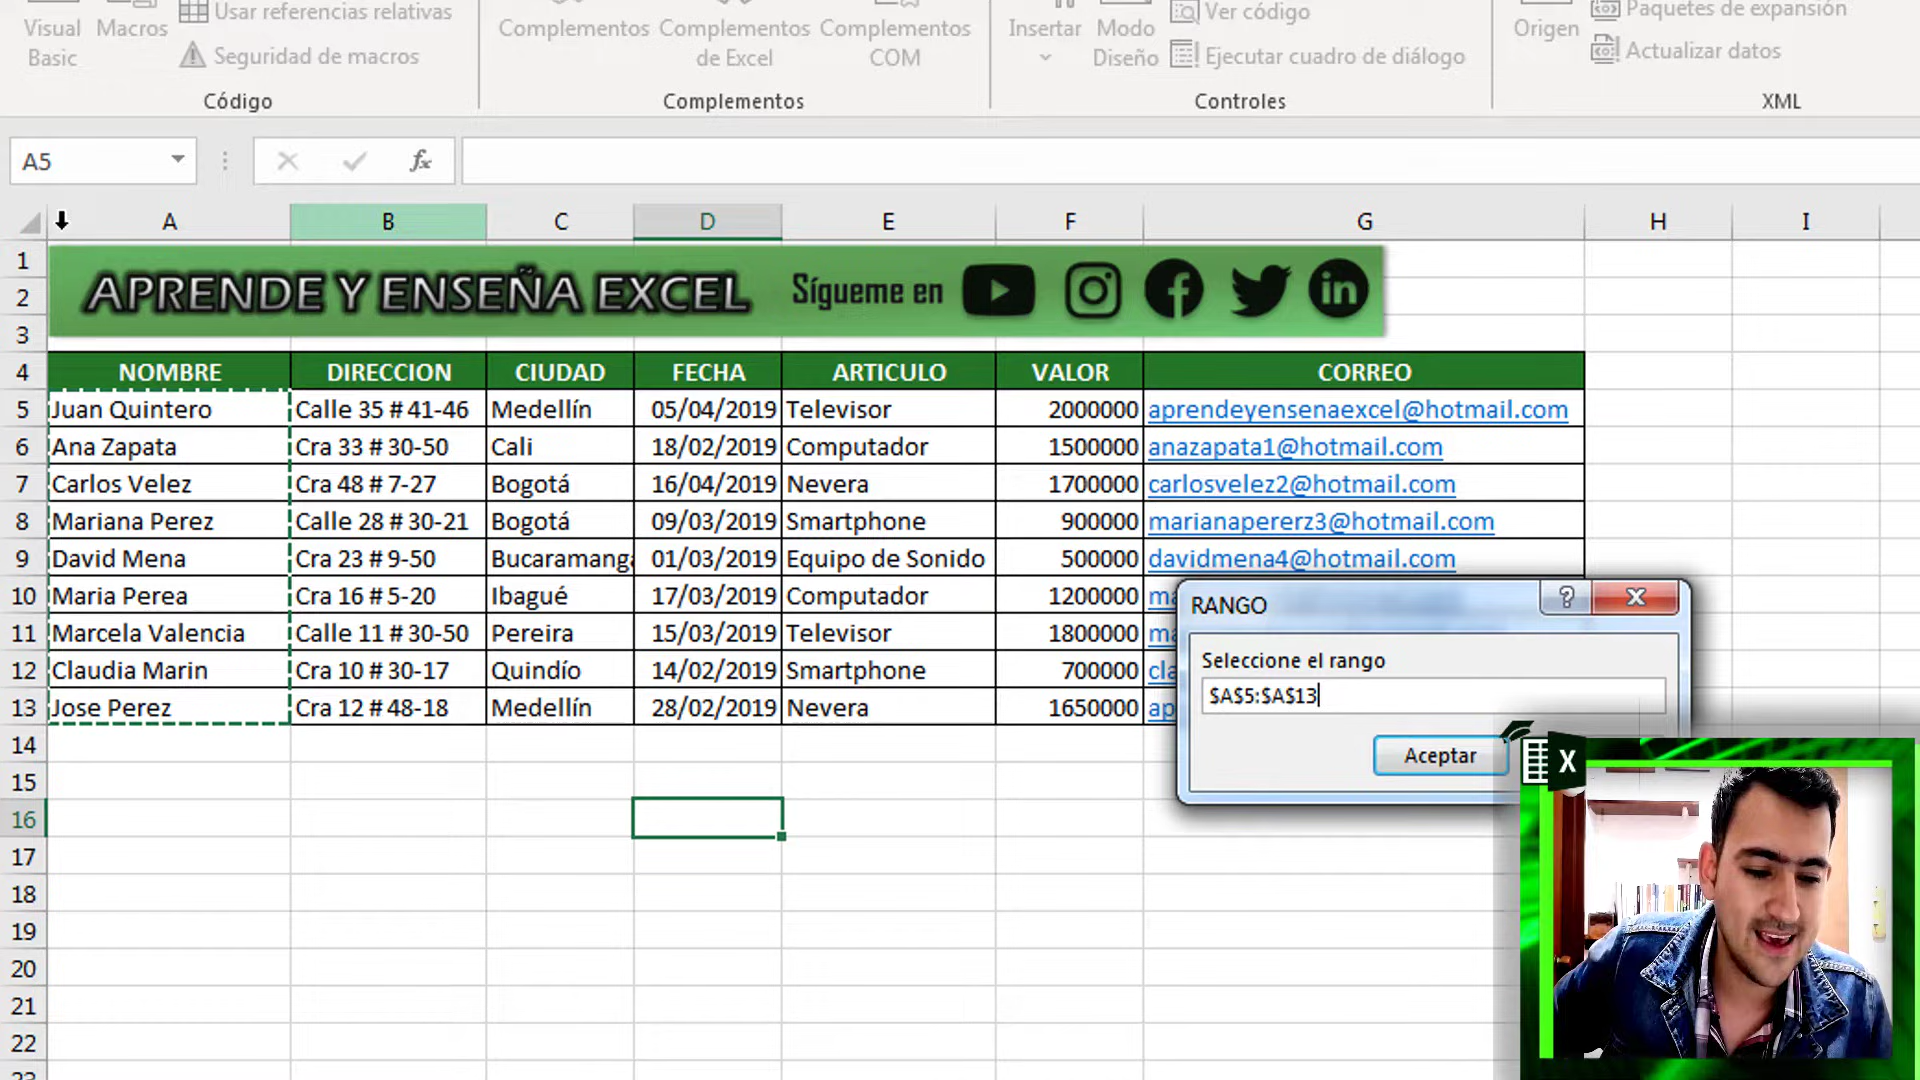 Visual Basic
Macros
Usar referencias relativas
Seguridad de macros
Código
Complementos
Complementos de Excel
Complementos COM
Complementos
Insertar
Modo Diseño
Ver código
Ejecutar cuadro de diálogo
Controles
Origen
Paquetes de expansión
Actualizar datos
XML
A5
fx
A B C D E F G H I
1
2
3
APRENDE Y ENSEÑA EXCEL Sígueme en
in
4 NOMBRE DIRECCION CIUDAD FECHA ARTICULO VALOR CORREO
5 Juan Quintero Calle 35 # 41-46 Medellín 05/04/2019 Televisor 2000000 aprendeyensenaexcel@hotmail.com
6 Ana Zapata Cra 33 # 30-50 Cali 18/02/2019 Computador 1500000 anazapata1@hotmail.com
7 Carlos Velez Cra 48 # 7-27 Bogotá 16/04/2019 Nevera 1700000 carlosvelez2@hotmail.com
8 Mariana Perez Calle 28 # 30-21 Bogotá 09/03/2019 Smartphone 900000 marianapererz3@hotmail.com
9 David Mena Cra 23 # 9-50 Bucaramanga 01/03/2019 Equipo de Sonido 500000 davidmena4@hotmail.com
10 Maria Perea Cra 16 # 5-20 Ibagué 17/03/2019 Computador 1200000 ma
11 Marcela Valencia Calle 11 # 30-50 Pereira 15/03/2019 Televisor 1800000 ma
12 Claudia Marin Cra 10 # 30-17 Quindío 14/02/2019 Smartphone 700000 cla
13 Jose Perez Cra 12 # 48-18 Medellín 28/02/2019 Nevera 1650000 ap
RANGO
?
X
Seleccione el rango
$A$5:$A$13
Aceptar
X
14
15
16
17
18
19
20
21
22